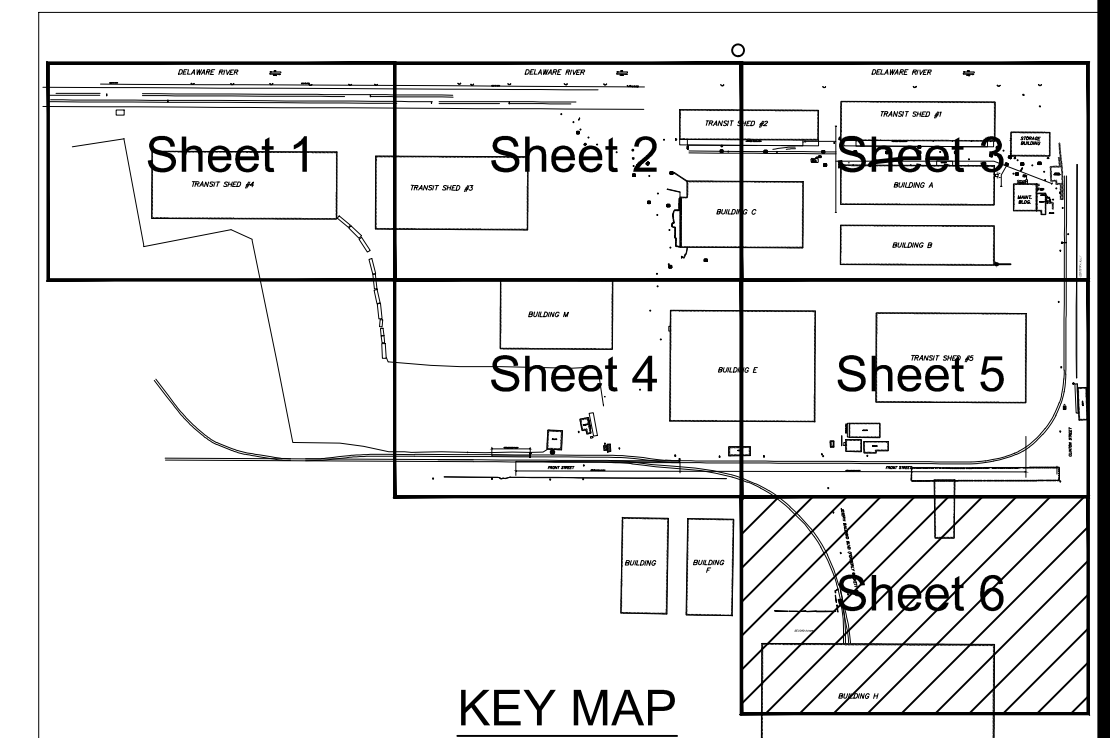 DELAWARE RIVER
DELAWARE RIVER
DELAWARE RIVER
TRANSIT SHED #2
TRANSIT SHED #1
STORAGE
BUILDING
Sheet 1
Sheet 2
Sheet 3
TRANSIT SHED #4
TRANSIT SHED #3
BUILDING A
MAINT.
BLDG.
BUILDING C
BUILDING B
BUILDING M
BUILDING E
TRANSIT SHED #5
Sheet 4
Sheet 5
CLINTON STREET
FRONT STREET
FRONT STREET
BUILDING
BUILDING
F
Sheet 6
BUILDING H
KEY MAP